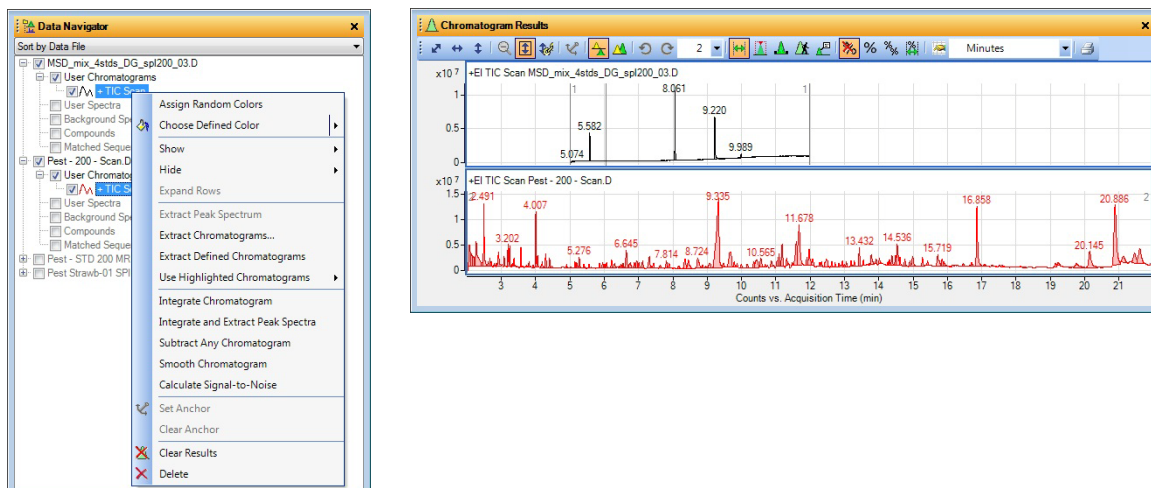 Data Navigator
Sort by Data File
MSD_mix_4stds_DG_spl200_03.D
User Chromatograms
+ TIC Scan
User Spectra
Background Spe
Compounds
Matched Seque
Pest - 200 - Scan.D
User Chromatog
+ TIC S
User Spectra
Background Spe
Compounds
Matched Seque
Pest - STD 200 MR
Pest Strawb-01 SPI
Assign Random Colors
Choose Defined Color
Show
Hide
Expand Rows
Extract Peak Spectrum
Extract Chromatograms...
Extract Defined Chromatograms
Use Highlighted Chromatograms
Integrate Chromatogram
Integrate and Extract Peak Spectra
Subtract Any Chromatogram
Smooth Chromatogram
Calculate Signal-to-Noise
Set Anchor
Clear Anchor
Clear Results
Delete
Chromatogram Results
2
% %
Minutes
x10 7 +EI TIC Scan MSD_mix_4stds_DG_spl200_03.D
1
0.5
0
1 1
5.074 5.582 8.061 9.220 9.989
x10 7 +EI TIC Scan Pest - 200 - Scan.D
1.5
1
0.5
0
2.491 3.202 4.007 5.276 6.645 7.814 8.724 9.335 10.565 11.678 13.432 14.536 15.719 16.858 20.145 20.886 2
3 4 5 6 7 8 9 10 11 12 13 14 15 16 17 18 19 20 21
Counts vs. Acquisition Time (min)